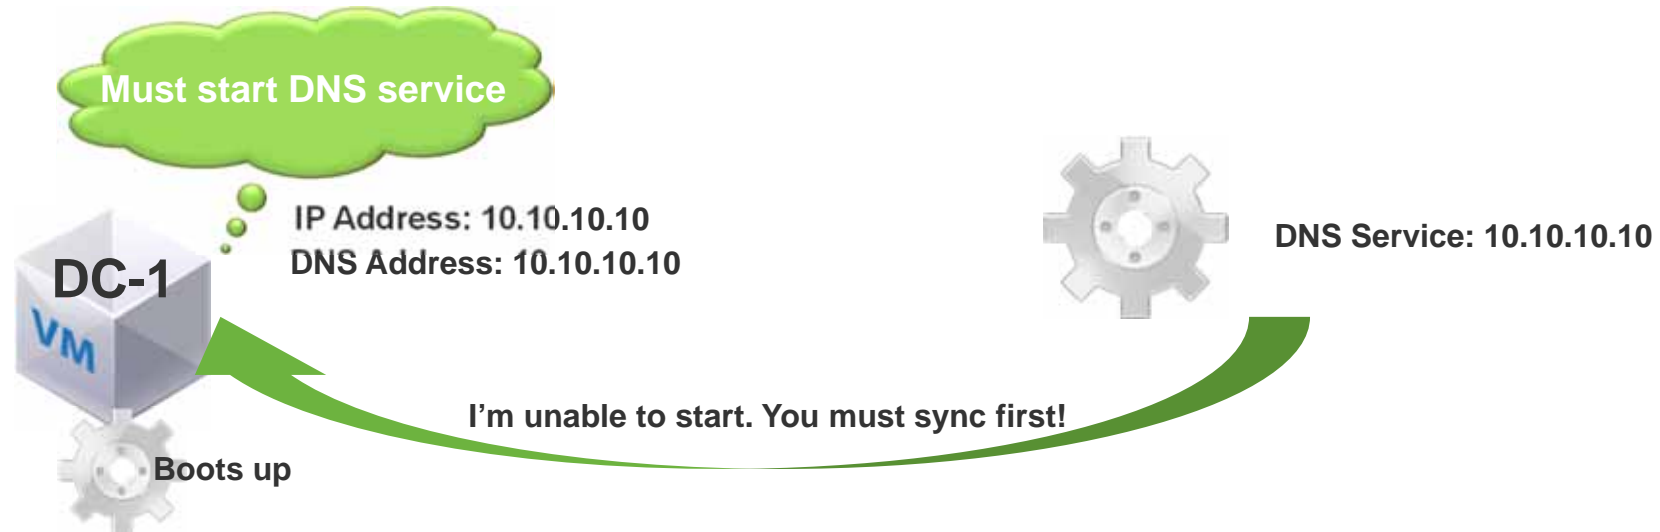 Must start DNS service
IP Address: 10.10.10.10
DNS Address: 10.10.10.10
DNS Service: 10.10.10.10
DC-1
VM
I'm unable to start. You must sync first!
Boots up